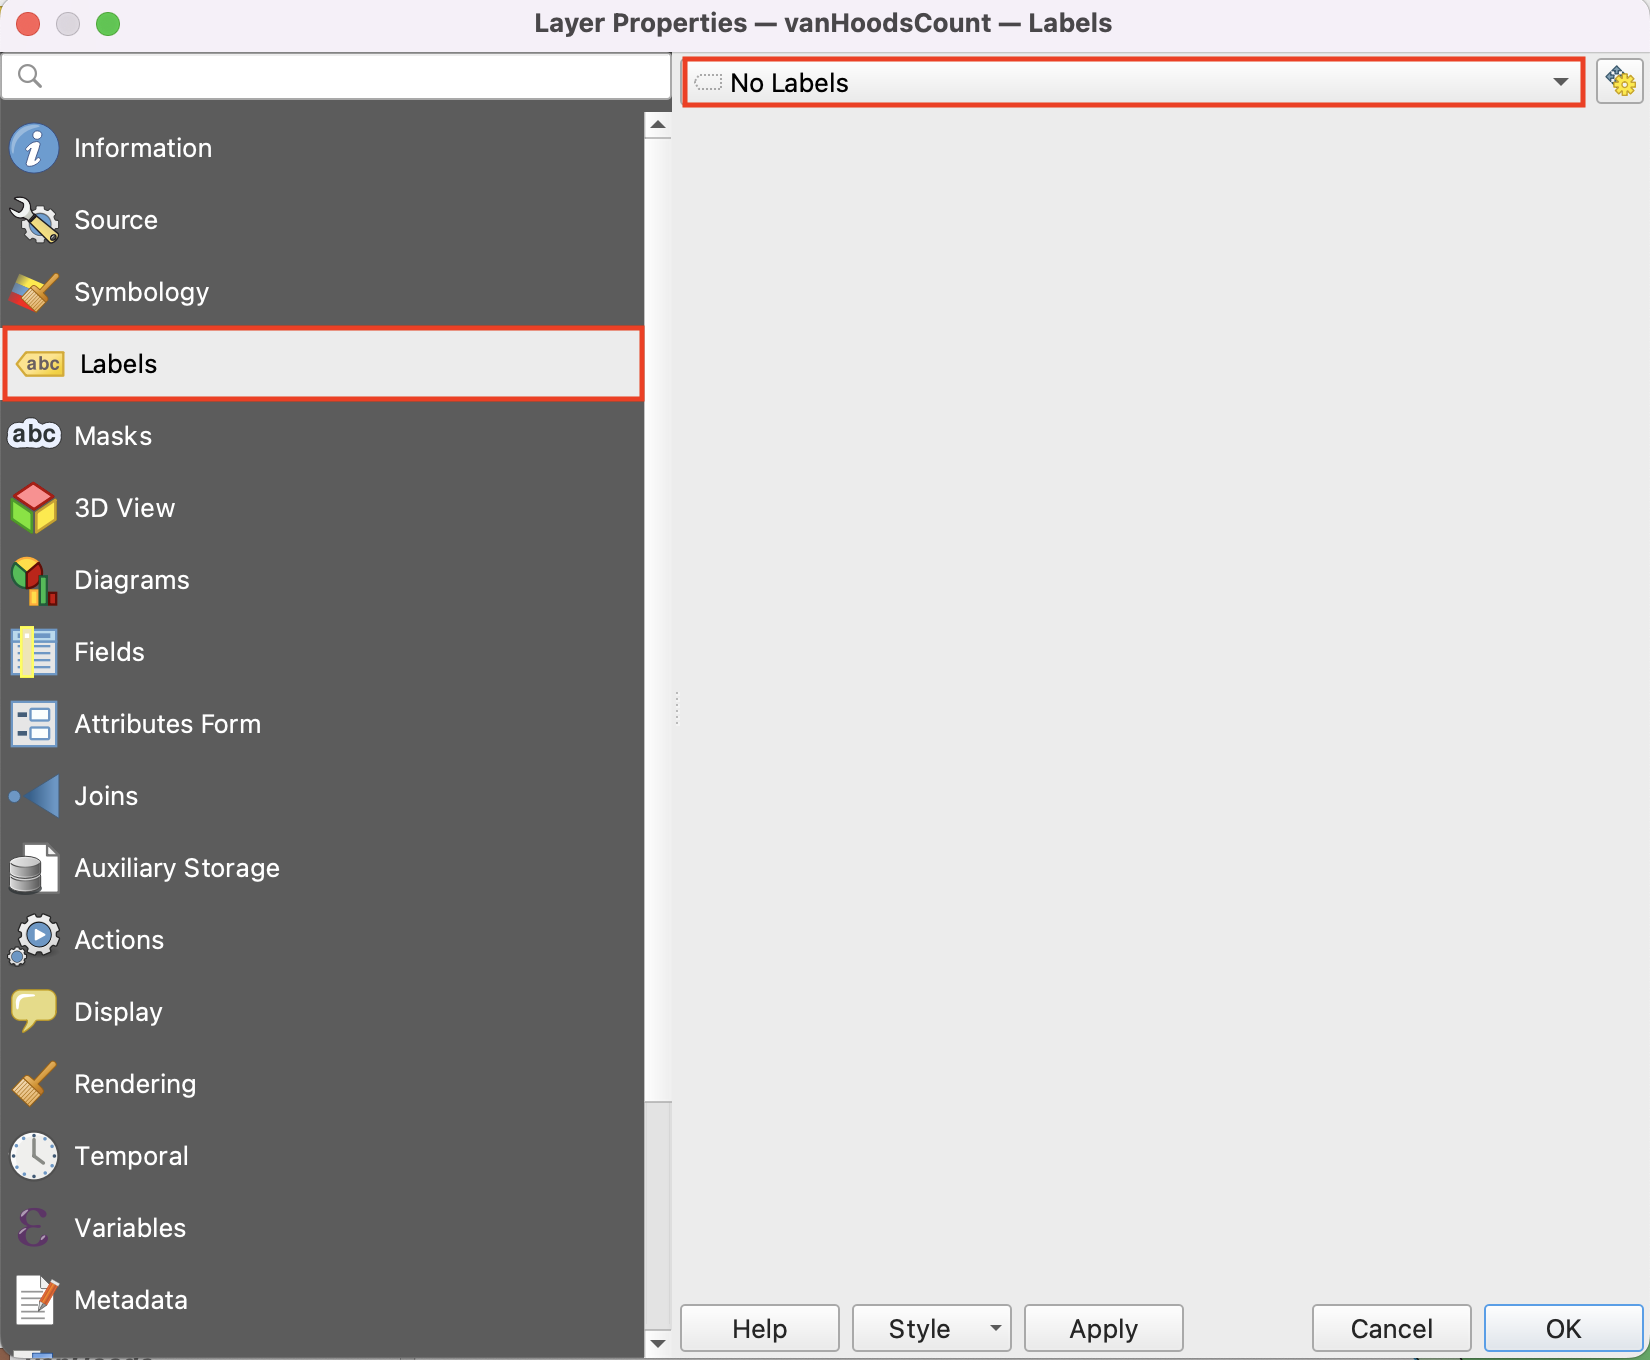 Layer Properties — vanHoodsCount — Labels
No Labels
Information
Source
Symbology
abc Labels
abc Masks
3D View
Diagrams
Fields
Attributes Form
Joins
Auxiliary Storage
Actions
Display
Rendering
Temporal
Variables
Metadata
Help Style Apply Cancel OK